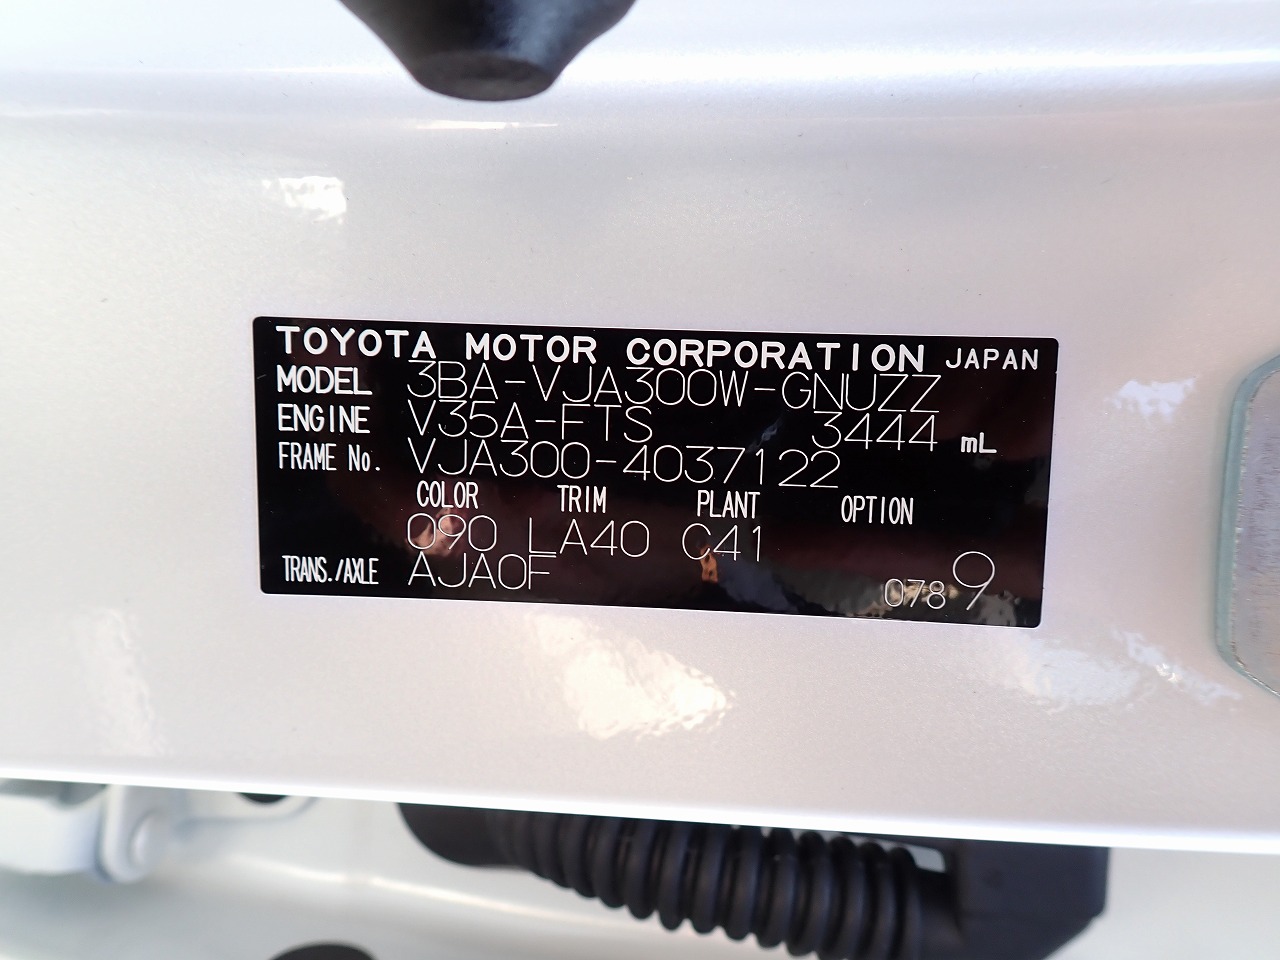 TOYOTA MOTOR CORPORATION JAPAN
MODEL 3BA-VJA300W-GNUZZ
ENGINE V35A-FTS 3444 mL
FRAME No. VJA300-4037122
COLOR TRIM PLANT OPTION
090 LA40 C41
TRANS./AXLE AJA0F
0789